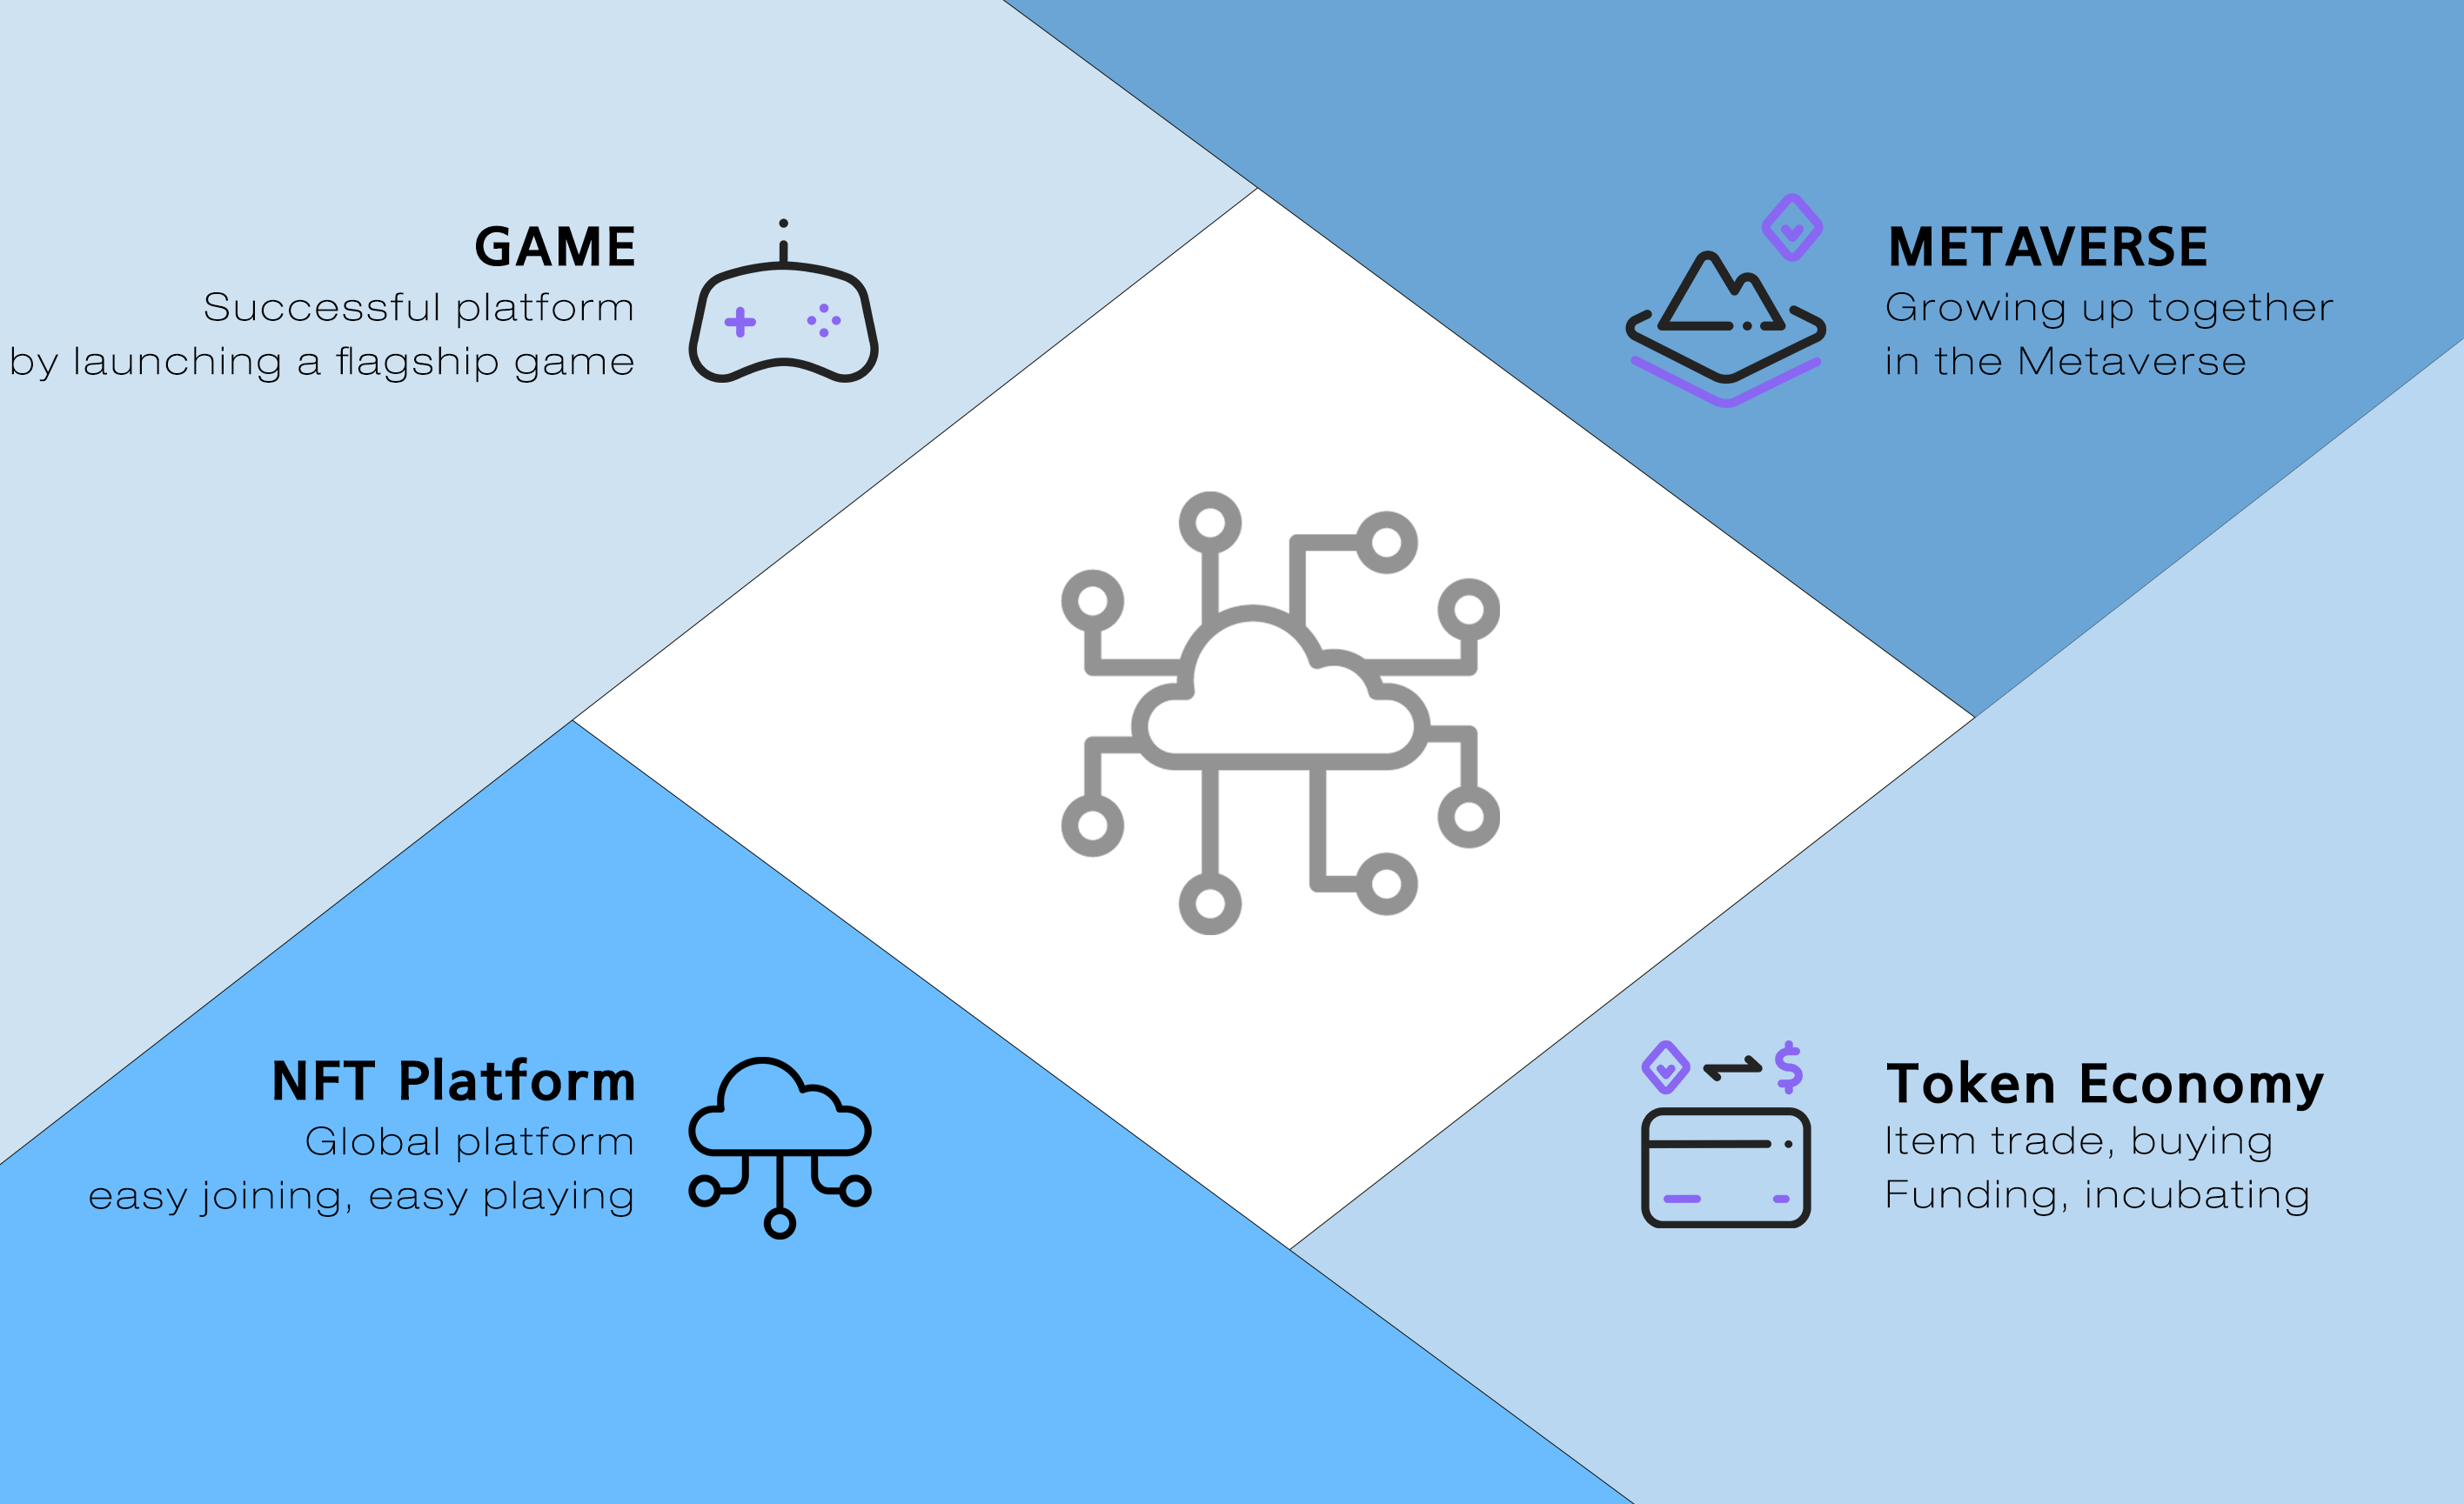 GAME
Successful platform
by launching a flagship game
METAVERSE
Growing up together
in the Metaverse
NFT Platform
Global platform
easy joining, easy playing
Token Economy
Item trade, buying
Funding, incubating